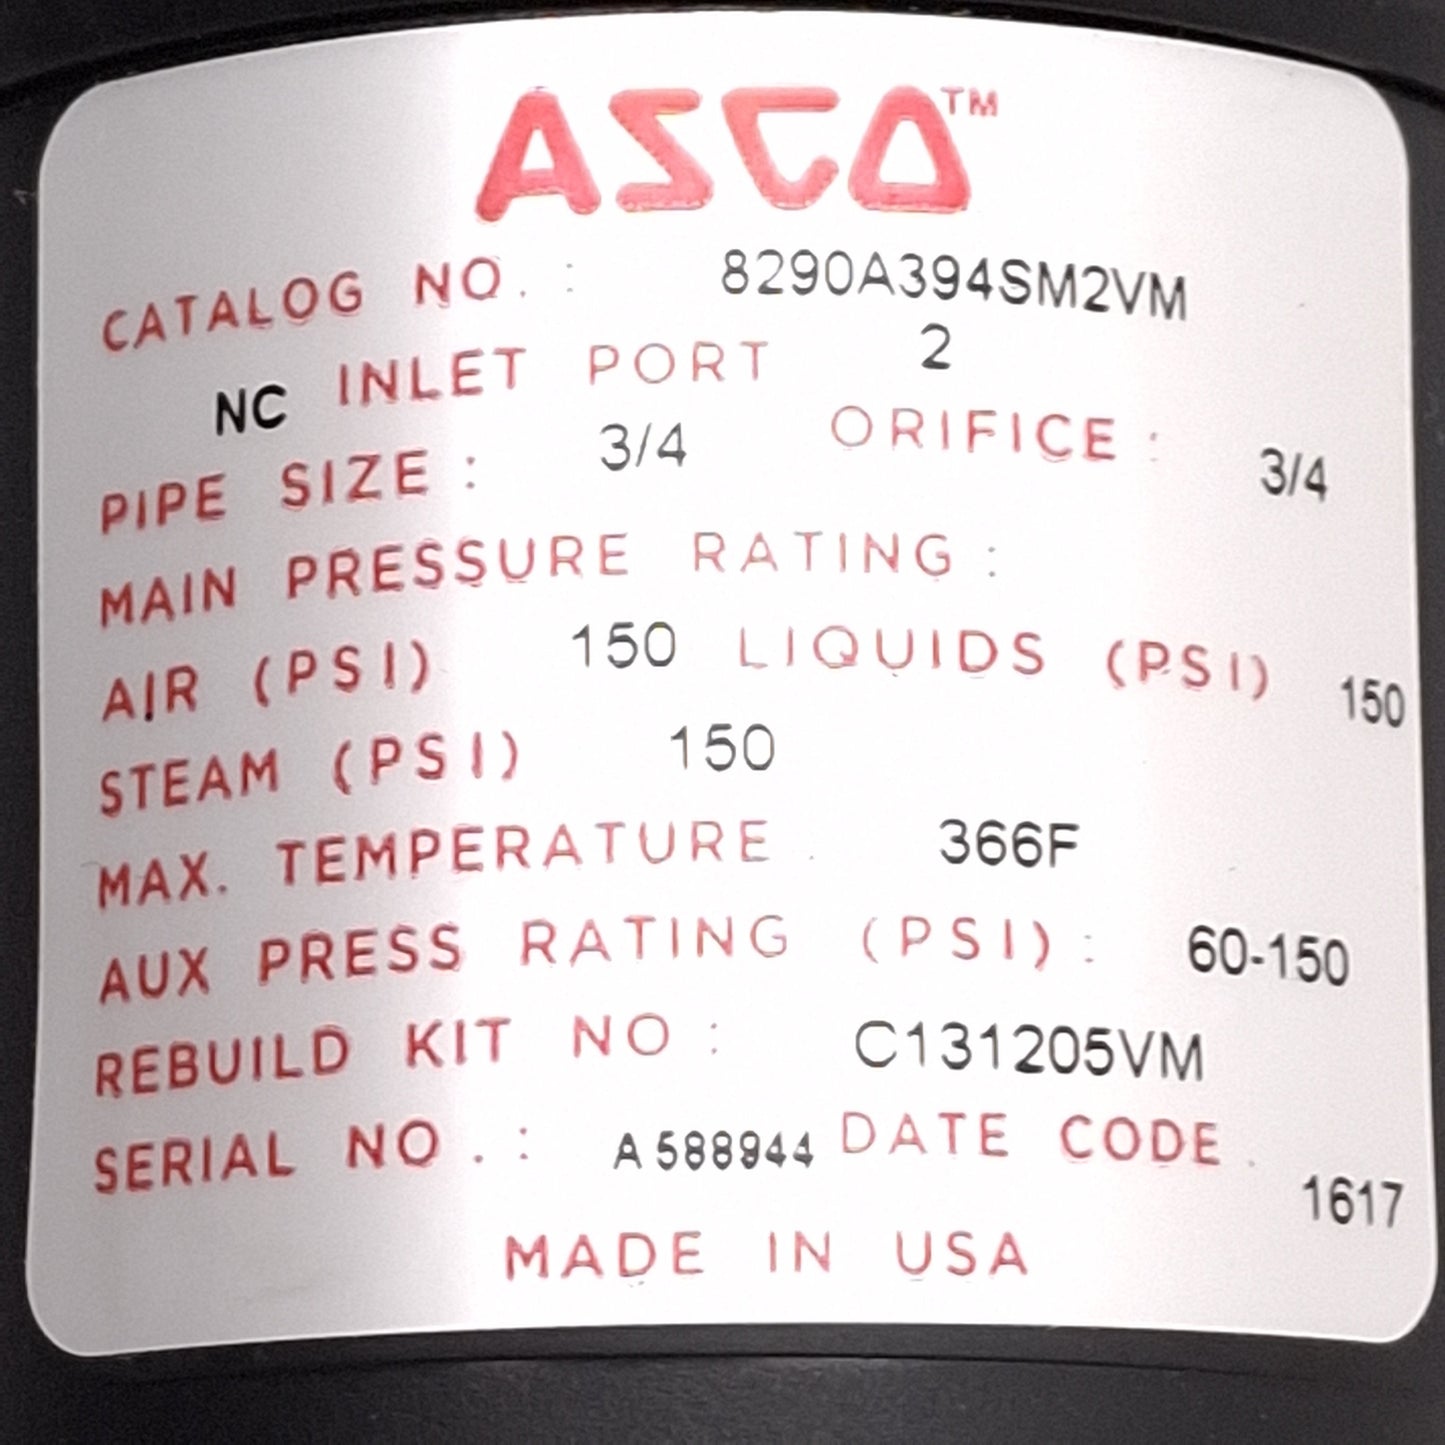 ASCO™
CATALOG NO. : 8290A394SM2VM
NC INLET PORT 2
PIPE SIZE : 3/4 ORIFICE : 3/4
MAIN PRESSURE RATING :
AIR (PSI) 150 LIQUIDS (PSI) 150
STEAM (PSI) 150
MAX. TEMPERATURE . 366F
AUX PRESS RATING (PSI) : 60-150
REBUILD KIT NO : C131205VM
SERIAL NO. : A588944 DATE CODE . 1617
MADE IN USA